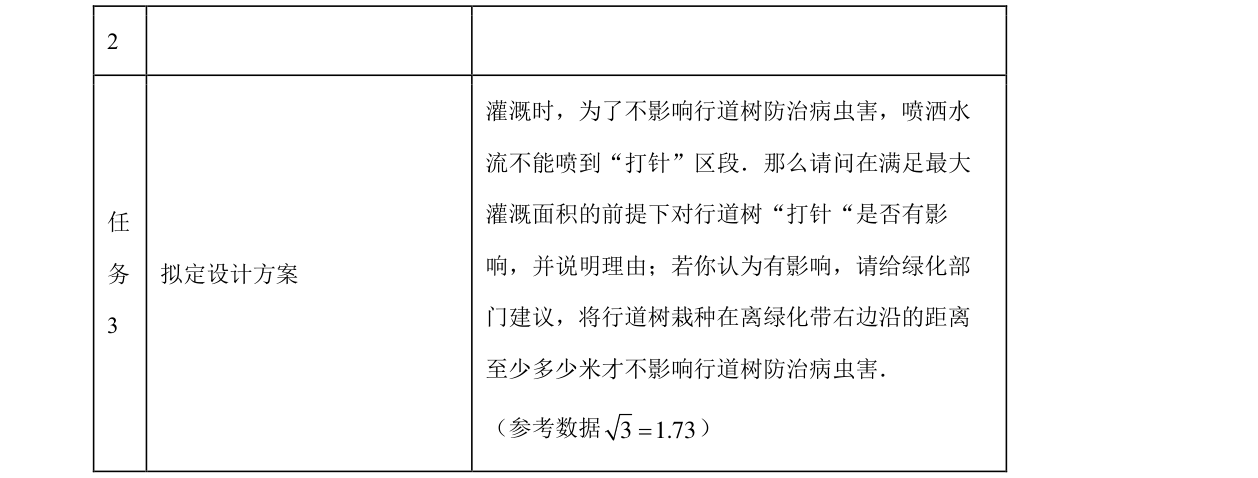 2
任
务
3
拟定设计方案
灌溉时，为了不影响行道树防治病虫害，喷洒水
流不能喷到“打针”区段．那么请问在满足最大
灌溉面积的前提下对行道树“打针“是否有影
响，并说明理由；若你认为有影响，请给绿化部
门建议，将行道树栽种在离绿化带右边沿的距离
至少多少米才不影响行道树防治病虫害．
（参考数据√3=1.73）